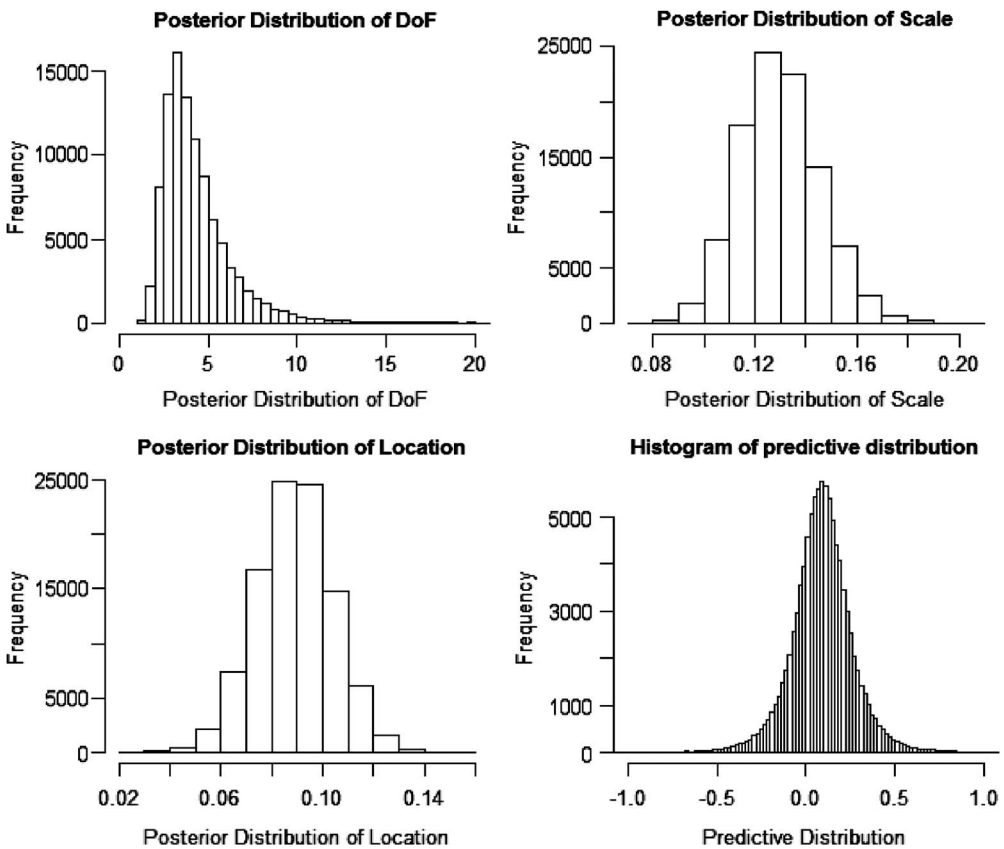 Posterior Distribution of DoF
Frequency
15000
10000
5000
0
0 5 10 15 20
Posterior Distribution of DoF
Posterior Distribution of Scale
Frequency
25000
15000
5000
0
0.08 0.12 0.16 0.20
Posterior Distribution of Scale
Posterior Distribution of Location
Frequency
25000
15000
5000
0
0.02 0.06 0.10 0.14
Posterior Distribution of Location
Histogram of predictive distribution
Frequency
5000
3000
1000
0
-1.0 -0.5 0.0 0.5 1.0
Predictive Distribution